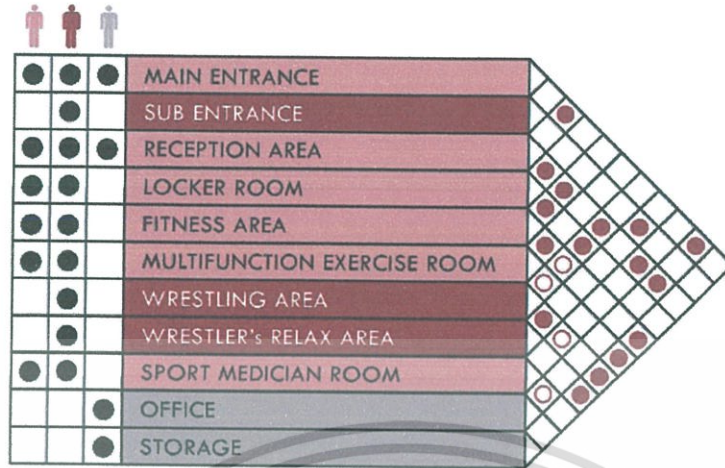 MAIN ENTRANCE
SUB ENTRANCE
RECEPTION AREA
LOCKER ROOM
FITNESS AREA
MULTIFUNCTION EXERCISE ROOM
WRESTLING AREA
WRESTLER's RELAX AREA
SPORT MEDICIAN ROOM
OFFICE
STORAGE